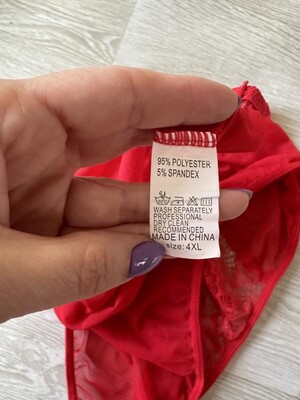 95% POLYESTER
5% SPANDEX
WASH SEPARATELY
PROFESSIONAL
DRY CLEAN
RECOMMENDED
MADE IN CHINA
size: 4XL